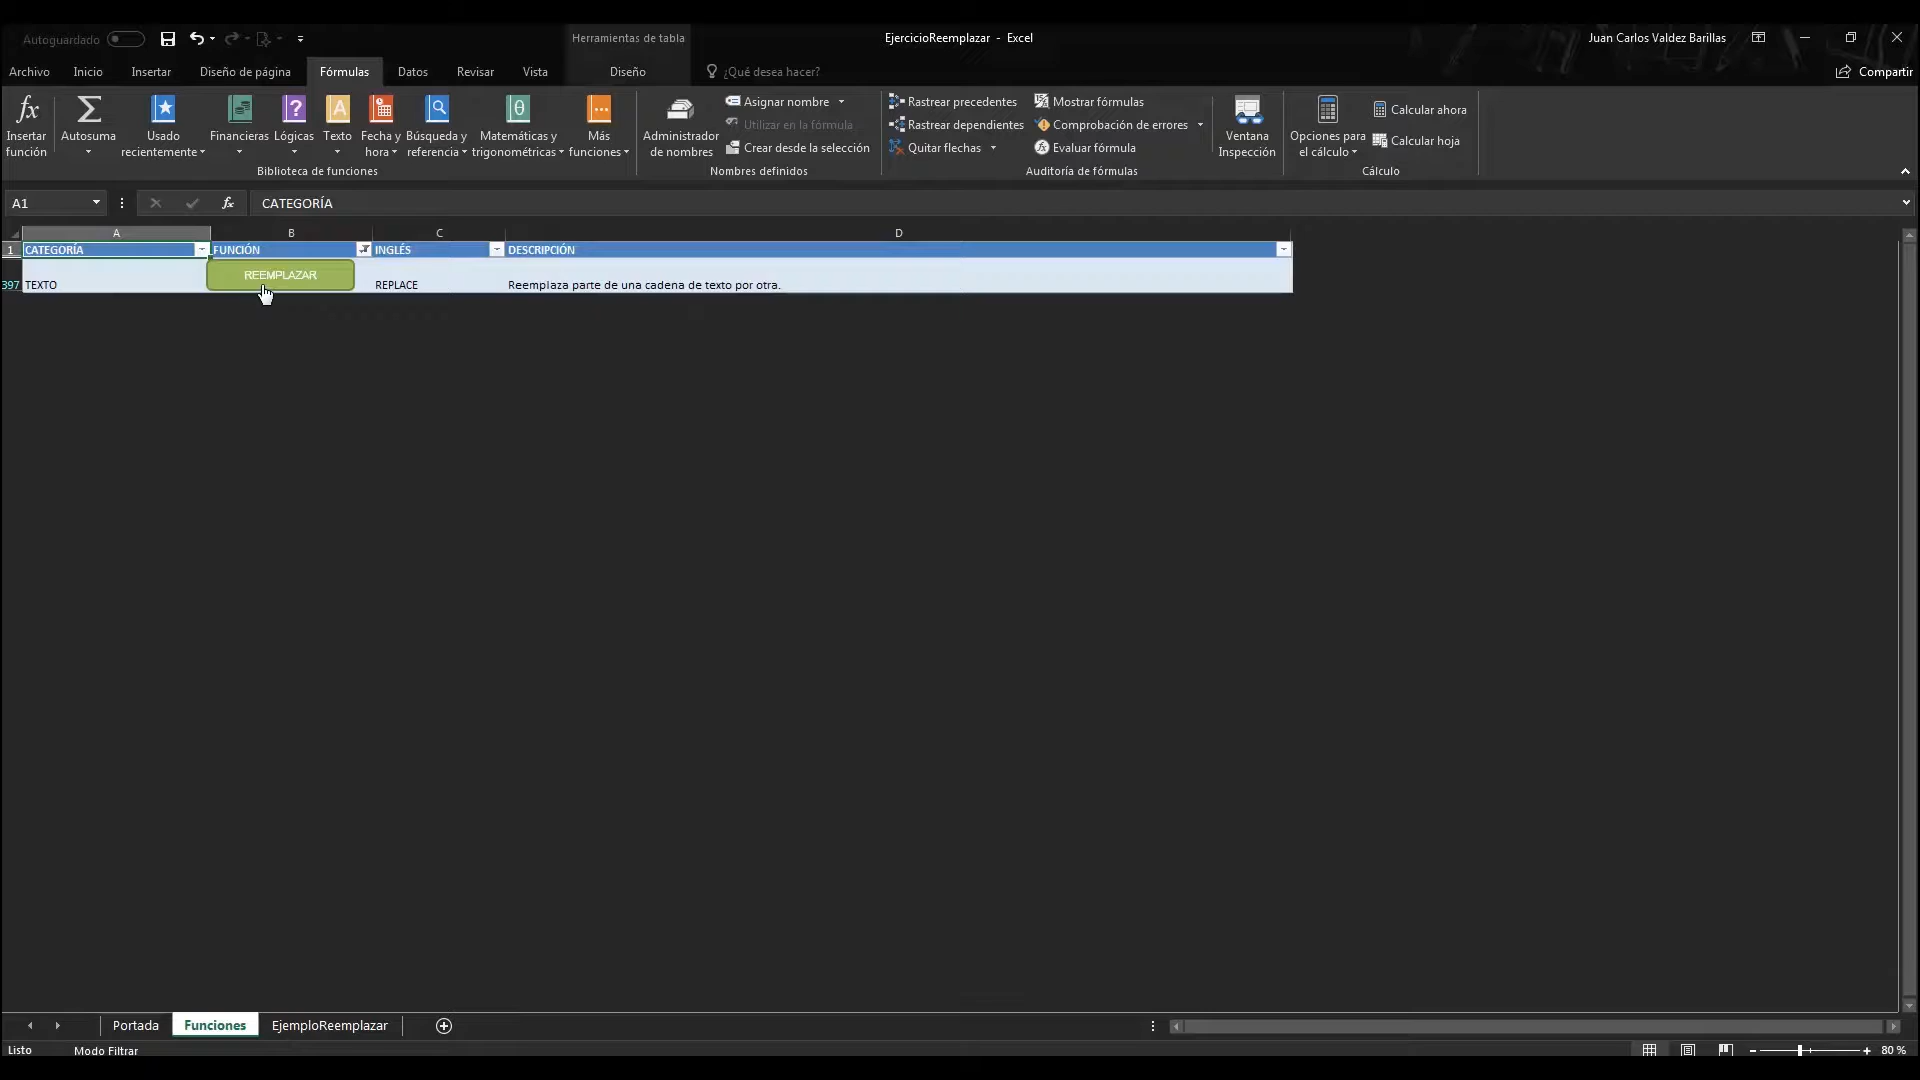 Autoguardado
Herramientas de tabla
EjercicioReemplazar - Excel
Juan Carlos Valdez Barillas
Archivo
Inicio
Insertar
Diseño de página
Fórmulas
Datos
Revisar
Vista
Diseño
¿Qué desea hacer?
Compartir
Insertar
función
Autosuma
Usado
recientemente
Financieras
Lógicas
Texto
Fecha y
hora
Búsqueda y
referencia
Matemáticas y
trigonométricas
Más
funciones
Biblioteca de funciones
Administrador
de nombres
Asignar nombre
Utilizar en la fórmula
Crear desde la selección
Nombres definidos
Rastrear precedentes
Rastrear dependientes
Quitar flechas
Mostrar fórmulas
Comprobación de errores
Evaluar fórmula
Auditoría de fórmulas
Ventana
Inspección
Opciones para
el cálculo
Calcular ahora
Calcular hoja
Cálculo
A1
fx
CATEGORÍA
A B C D
1 CATEGORÍA FUNCIÓN INGLÉS DESCRIPCIÓN
397 TEXTO REEMPLAZAR REPLACE Reemplaza parte de una cadena de texto por otra.
Portada
Funciones
EjemploReemplazar
Listo
Modo Filtrar
80 %